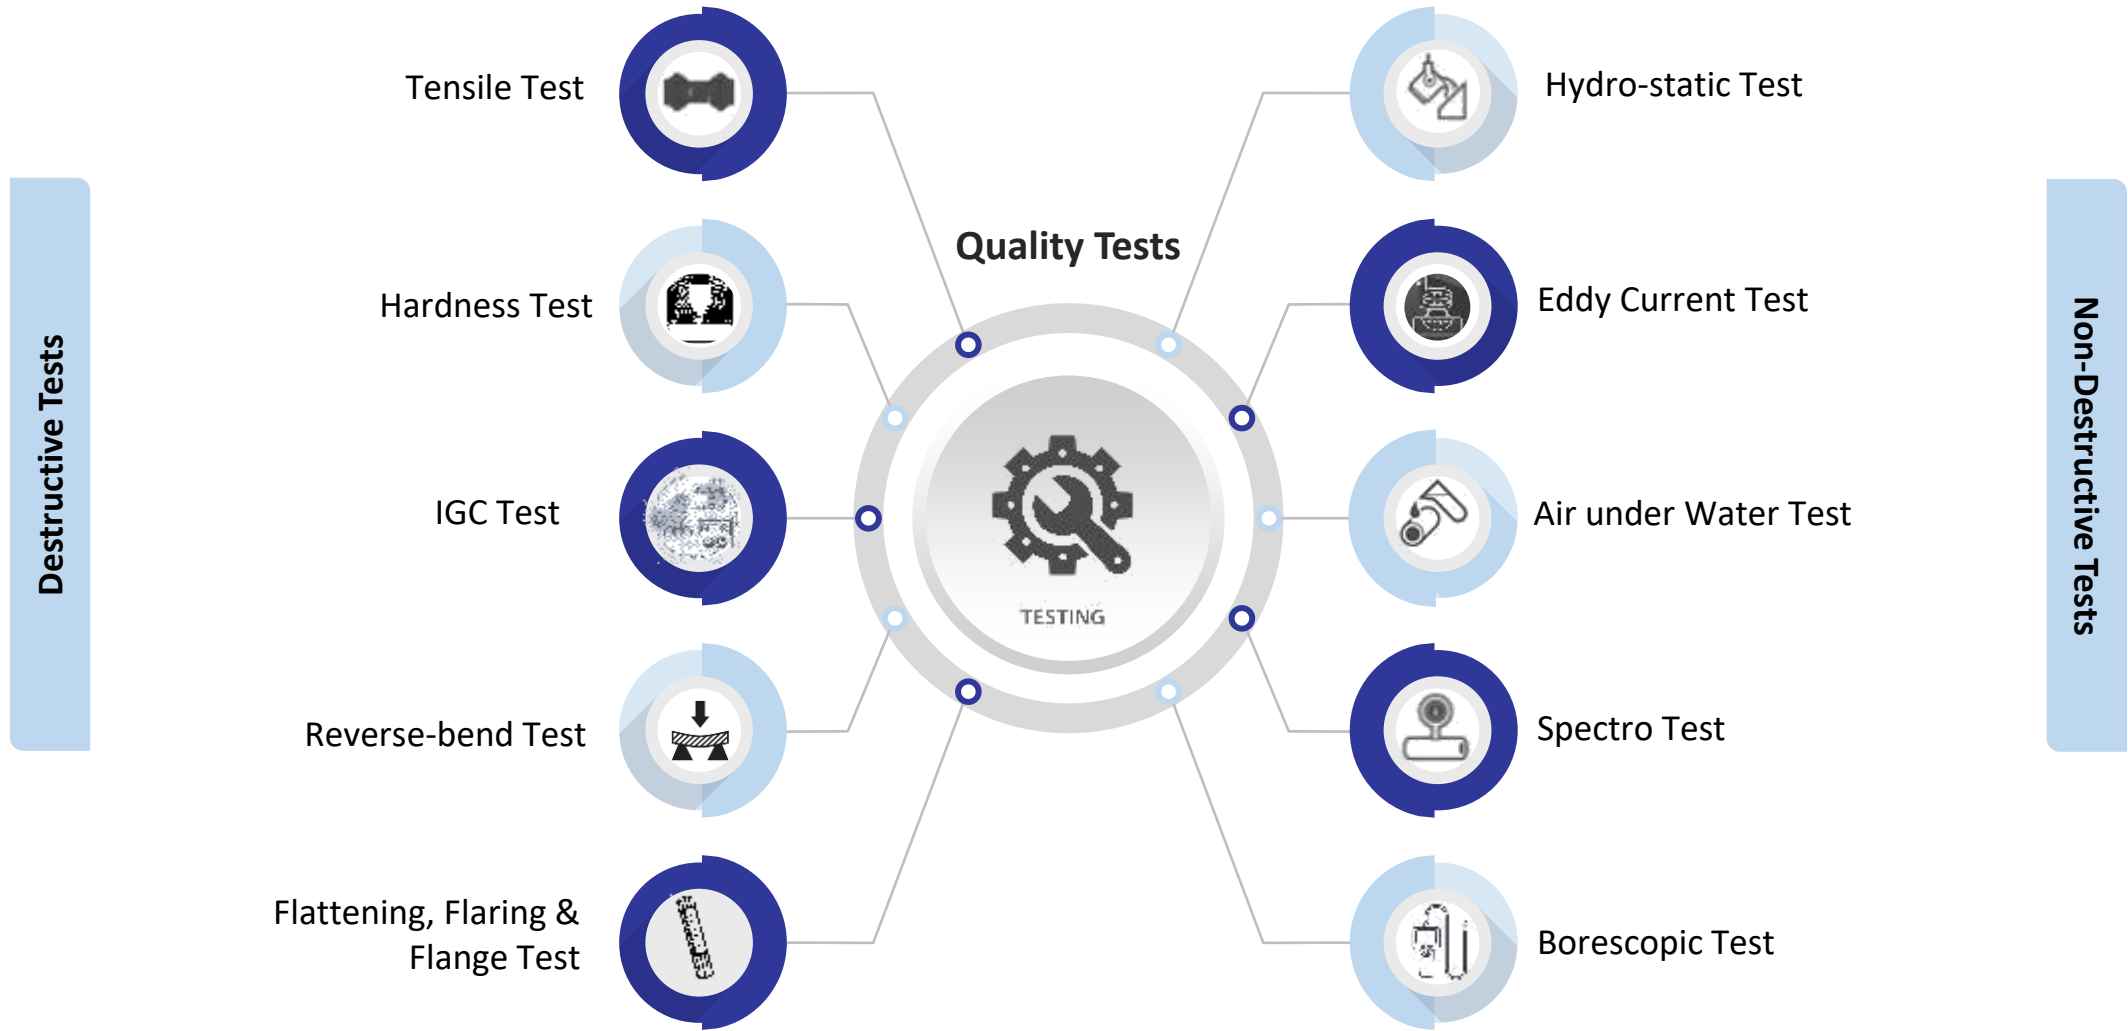 Quality Tests
Destructive Tests
Tensile Test
Hardness Test
IGC Test
Reverse-bend Test
Flattening, Flaring &
Flange Test
TESTING
Hydro-static Test
Eddy Current Test
Air under Water Test
Spectro Test
Borescopic Test
Non-Destructive Tests